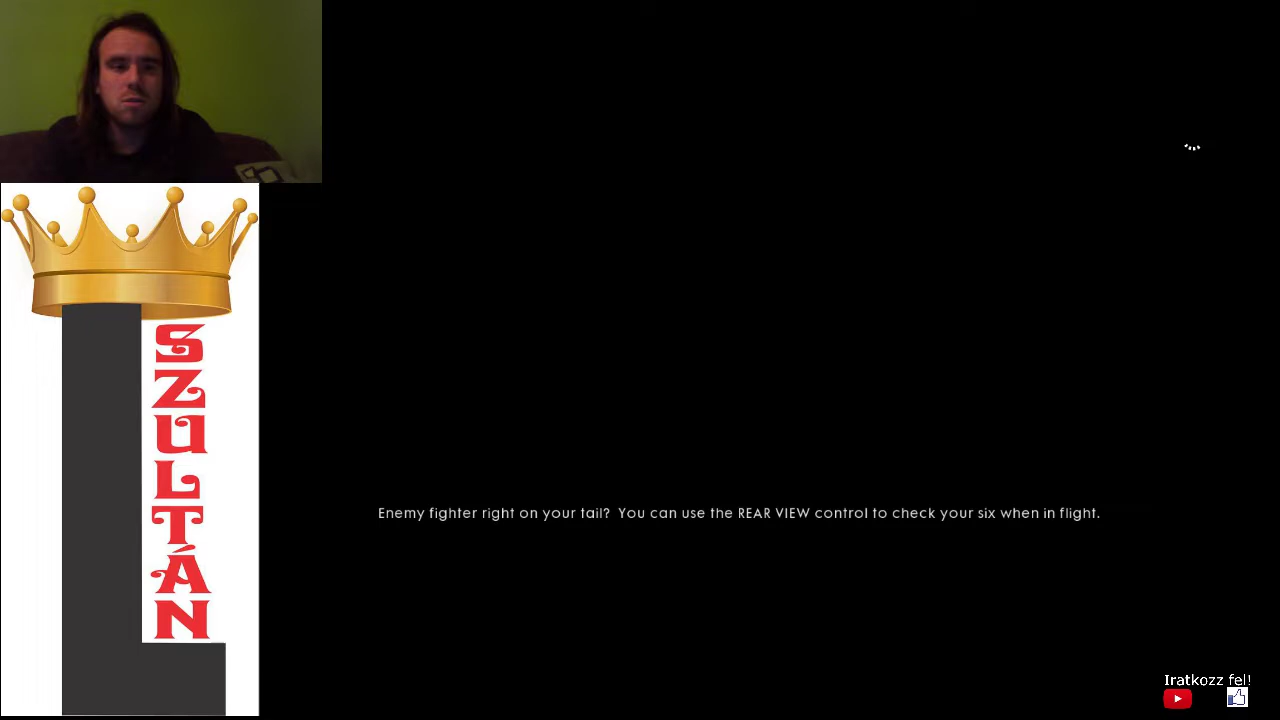 L
SZULTÁN
Enemy fighter right on your tail? You can use the REAR VIEW control to check your six when in flight.
Iratkozz fel!